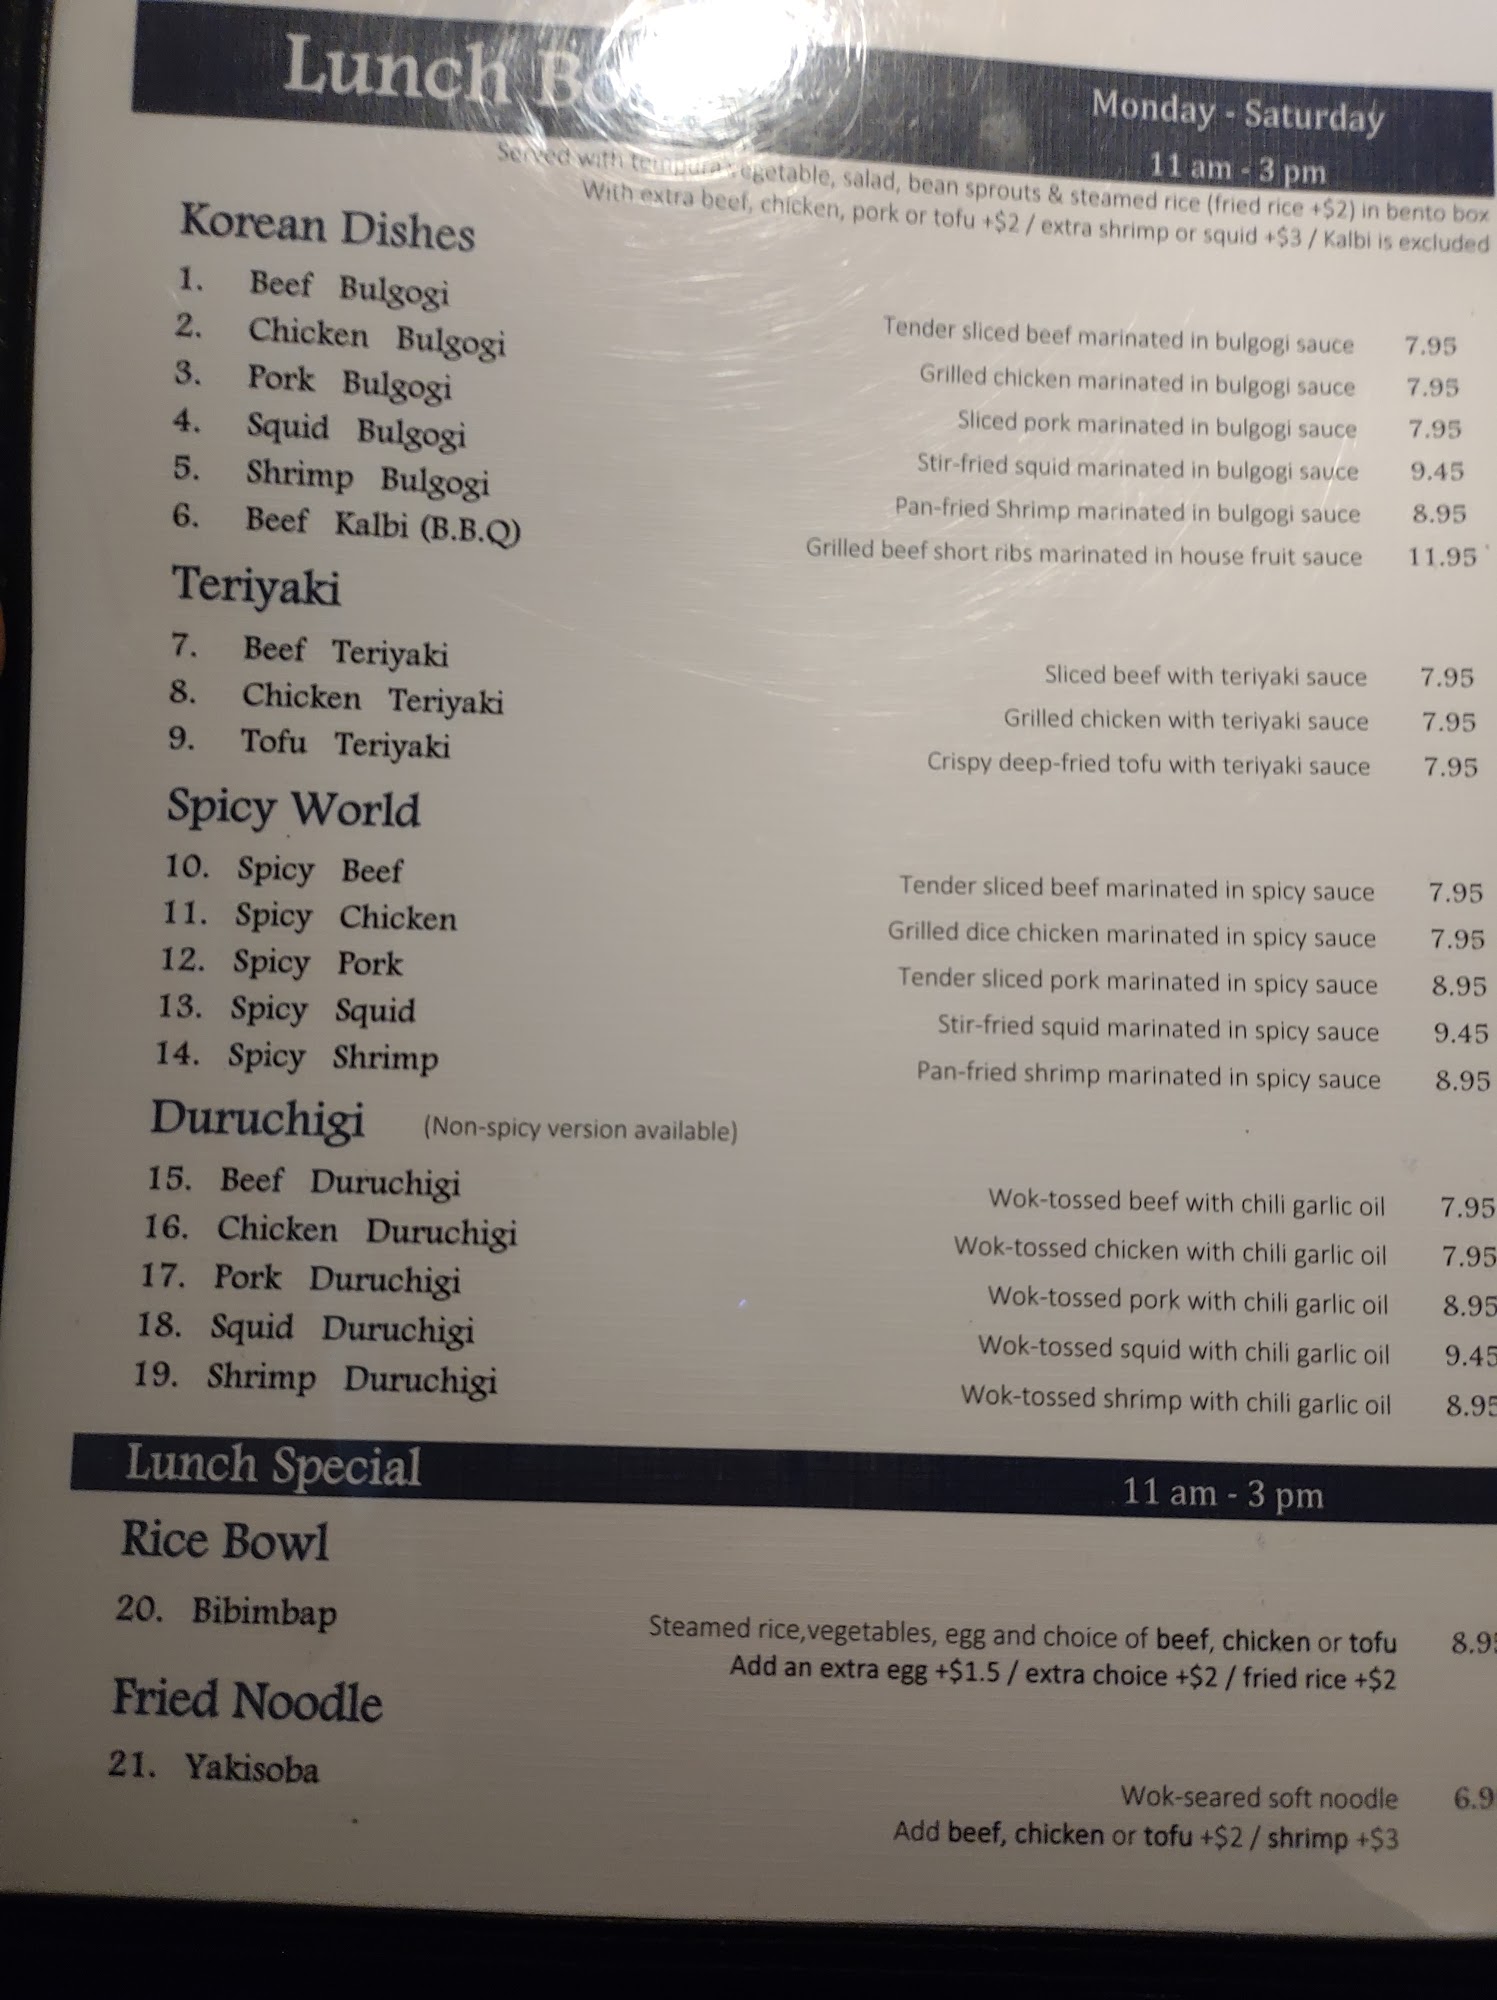 Lunch
Monday - Saturday
11 am - 3 pm
Served with tempura vegetable, salad, bean sprouts & steamed rice (fried rice +$2) in bento box
With extra beef, chicken, pork or tofu +$2 / extra shrimp or squid +$3 / Kalbi is excluded
Korean Dishes
1. Beef Bulgogi Tender sliced beef marinated in bulgogi sauce 7.95
2. Chicken Bulgogi Grilled chicken marinated in bulgogi sauce 7.95
3. Pork Bulgogi Sliced pork marinated in bulgogi sauce 7.95
4. Squid Bulgogi Stir-fried squid marinated in bulgogi sauce 9.45
5. Shrimp Bulgogi Pan-fried Shrimp marinated in bulgogi sauce 8.95
6. Beef Kalbi (B.B.Q) Grilled beef short ribs marinated in house fruit sauce 11.95
Teriyaki
7. Beef Teriyaki Sliced beef with teriyaki sauce 7.95
8. Chicken Teriyaki Grilled chicken with teriyaki sauce 7.95
9. Tofu Teriyaki Crispy deep-fried tofu with teriyaki sauce 7.95
Spicy World
10. Spicy Beef Tender sliced beef marinated in spicy sauce 7.95
11. Spicy Chicken Grilled dice chicken marinated in spicy sauce 7.95
12. Spicy Pork Tender sliced pork marinated in spicy sauce 8.95
13. Spicy Squid Stir-fried squid marinated in spicy sauce 9.45
14. Spicy Shrimp Pan-fried shrimp marinated in spicy sauce 8.95
Duruchigi (Non-spicy version available)
15. Beef Duruchigi Wok-tossed beef with chili garlic oil 7.95
16. Chicken Duruchigi Wok-tossed chicken with chili garlic oil 7.95
17. Pork Duruchigi Wok-tossed pork with chili garlic oil 8.95
18. Squid Duruchigi Wok-tossed squid with chili garlic oil 9.45
19. Shrimp Duruchigi Wok-tossed shrimp with chili garlic oil 8.95
Lunch Special 11 am - 3 pm
Rice Bowl
20. Bibimbap Steamed rice,vegetables, egg and choice of beef, chicken or tofu 8.95
Add an extra egg +$1.5 / extra choice +$2 / fried rice +$2
Fried Noodle
21. Yakisoba Wok-seared soft noodle 6.9
Add beef, chicken or tofu +$2 / shrimp +$3